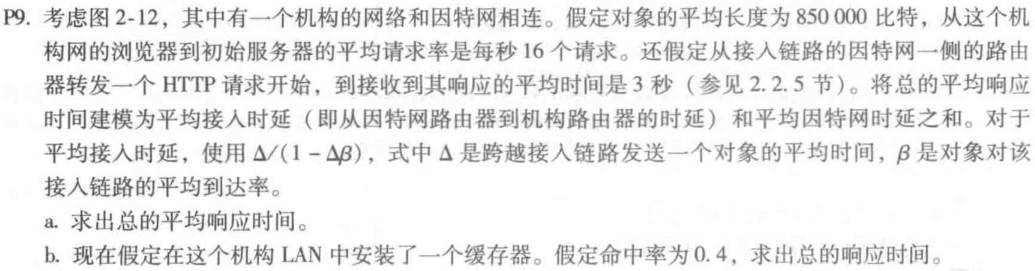 P9. 考虑图 2-12，其中有一个机构的网络和因特网相连。假定对象的平均长度为 850 000 比特，从这个机
构网的浏览器到初始服务器的平均请求率是每秒 16 个请求。还假定从接入链路的因特网一侧的路由
器转发一个 HTTP 请求开始，到接收到其响应的平均时间是 3 秒（参见 2.2.5 节）。将总的平均响应
时间建模为平均接入时延（即从因特网路由器到机构路由器的时延）和平均因特网时延之和。对于
平均接入时延，使用 Δ/(1 - Δβ)，式中 Δ 是跨越接入链路发送一个对象的平均时间，β 是对象对该
接入链路的平均到达率。
a. 求出总的平均响应时间。
b. 现在假定在这个机构 LAN 中安装了一个缓存器。假定命中率为 0.4，求出总的响应时间。